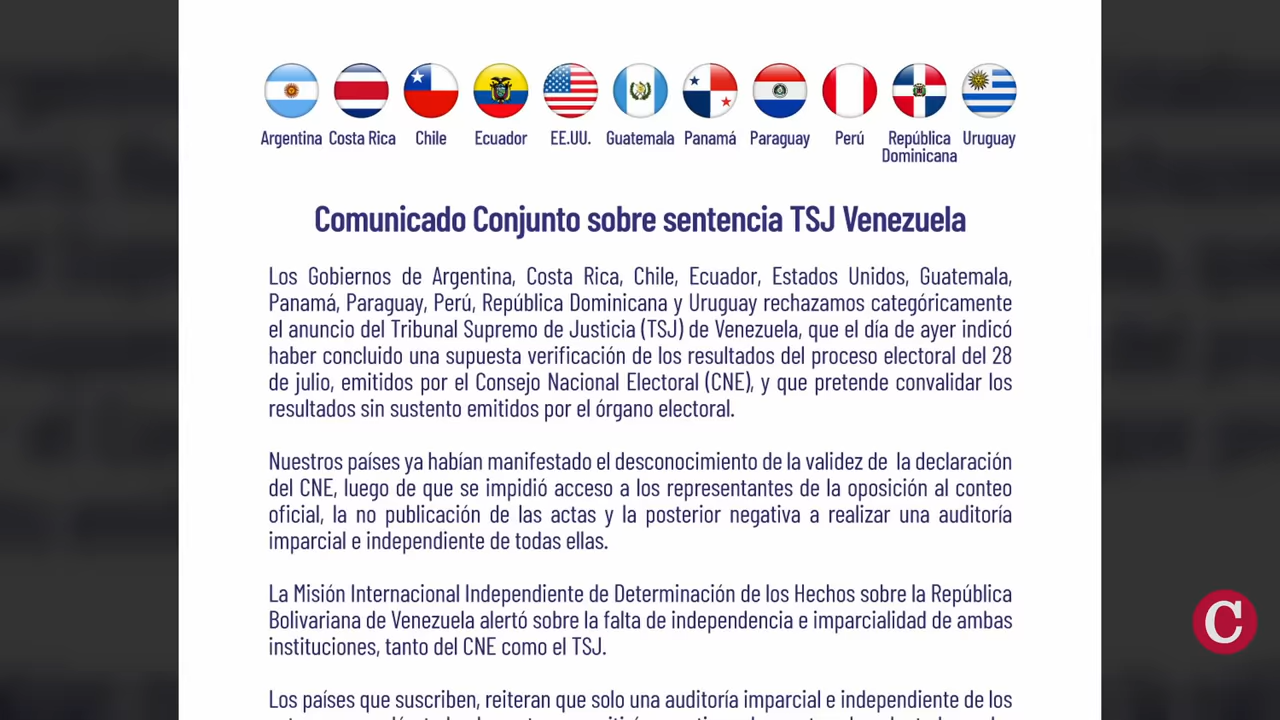 Argentina Costa Rica Chile Ecuador EE.UU. Guatemala Panamá Paraguay Perú República Dominicana Uruguay
Comunicado Conjunto sobre sentencia TSJ Venezuela
Los Gobiernos de Argentina, Costa Rica, Chile, Ecuador, Estados Unidos, Guatemala,
Panamá, Paraguay, Perú, República Dominicana y Uruguay rechazamos categóricamente
el anuncio del Tribunal Supremo de Justicia (TSJ) de Venezuela, que el día de ayer indicó
haber concluido una supuesta verificación de los resultados del proceso electoral del 28
de julio, emitidos por el Consejo Nacional Electoral (CNE), y que pretende convalidar los
resultados sin sustento emitidos por el órgano electoral.
Nuestros países ya habían manifestado el desconocimiento de la validez de la declaración
del CNE, luego de que se impidió acceso a los representantes de la oposición al conteo
oficial, la no publicación de las actas y la posterior negativa a realizar una auditoría
imparcial e independiente de todas ellas.
La Misión Internacional Independiente de Determinación de los Hechos sobre la República
Bolivariana de Venezuela alertó sobre la falta de independencia e imparcialidad de ambas
instituciones, tanto del CNE como el TSJ.
Los países que suscriben, reiteran que solo una auditoría imparcial e independiente de los
C